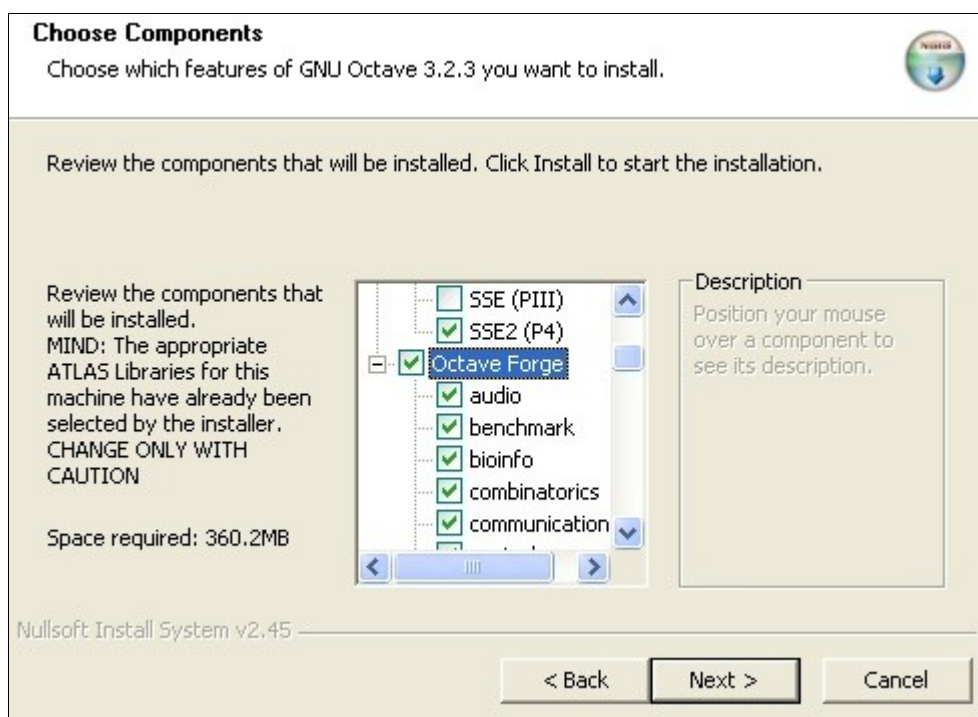 Choose Components
Choose which features of GNU Octave 3.2.3 you want to install.
Review the components that will be installed. Click Install to start the installation.
Review the components that
will be installed.
MIND: The appropriate
ATLAS Libraries for this
machine have already been
selected by the installer.
CHANGE ONLY WITH
CAUTION
Space required: 360.2MB
SSE (PIII)
SSE2 (P4)
Octave Forge
audio
benchmark
bioinfo
combinatorics
communication
Description
Position your mouse
over a component to
see its description.
Nullsoft Install System v2.45
< Back
Next >
Cancel